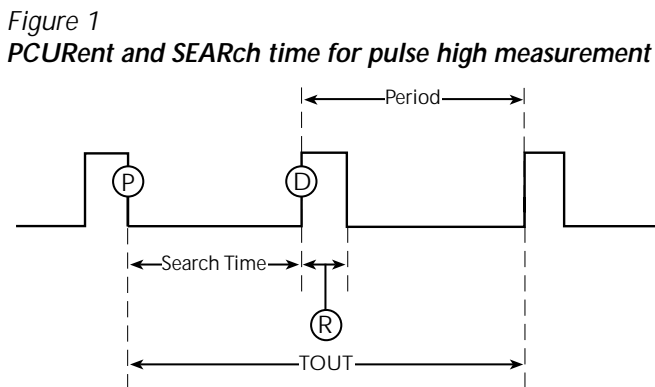 Figure 1
PCURent and SEARch time for pulse high measurement
Period
P
D
Search Time
R
TOUT